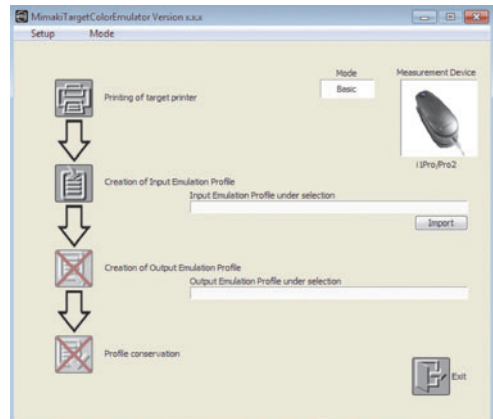 MimakiTargetColorEmulator Version x.x.x
Setup Mode
Mode
Measurement Device
Basic
Printing of target printer
i1Pro/Pro2
Creation of Input Emulation Profile
Input Emulation Profile under selection
Import
Creation of Output Emulation Profile
Output Emulation Profile under selection
Profile conservation
Exit